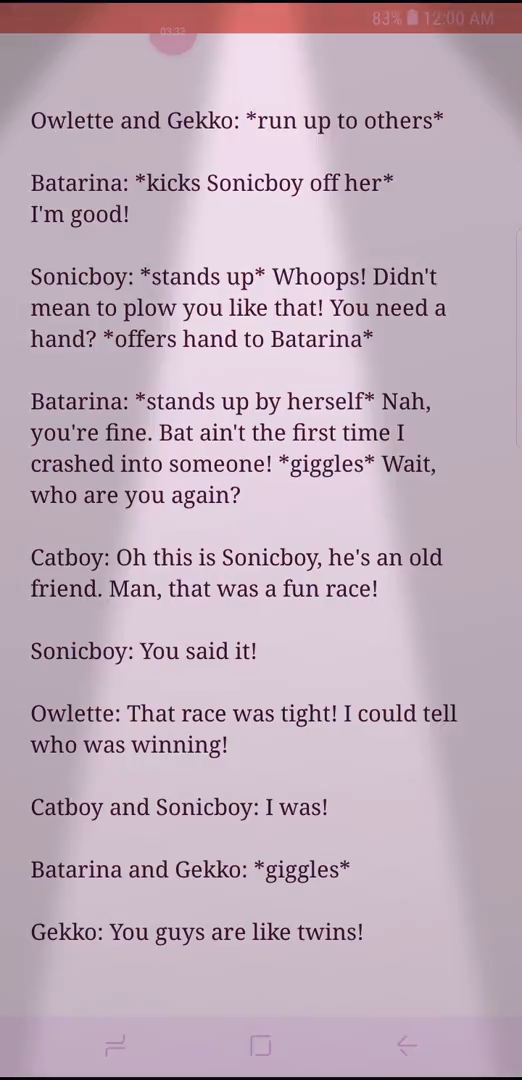 83% 12:00 AM
03:33
Owlette and Gekko: *run up to others*
Batarina: *kicks Sonicboy off her*
I'm good!
Sonicboy: *stands up* Whoops! Didn't
mean to plow you like that! You need a
hand? *offers hand to Batarina*
Batarina: *stands up by herself* Nah,
you're fine. Bat ain't the first time I
crashed into someone! *giggles* Wait,
who are you again?
Catboy: Oh this is Sonicboy, he's an old
friend. Man, that was a fun race!
Sonicboy: You said it!
Owlette: That race was tight! I could tell
who was winning!
Catboy and Sonicboy: I was!
Batarina and Gekko: *giggles*
Gekko: You guys are like twins!